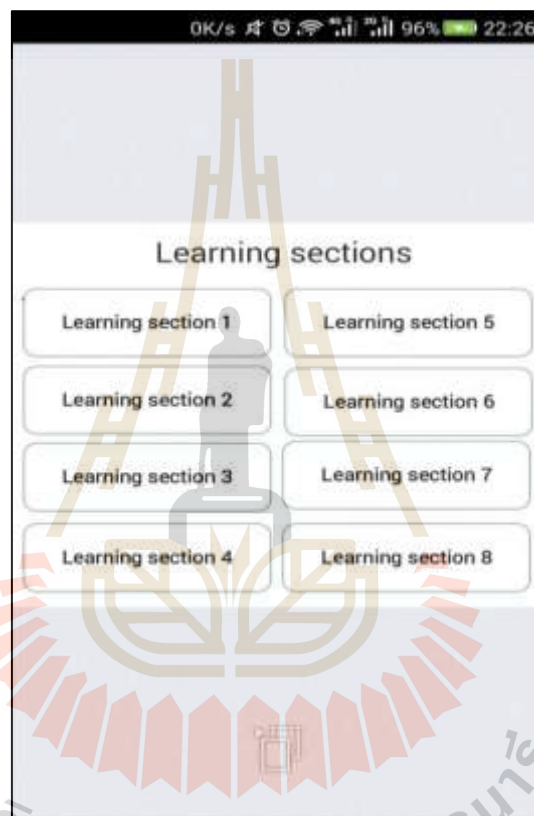 0K/s 96% 22:26
Learning sections
Learning section 1
Learning section 5
Learning section 2
Learning section 6
Learning section 3
Learning section 7
Learning section 4
Learning section 8